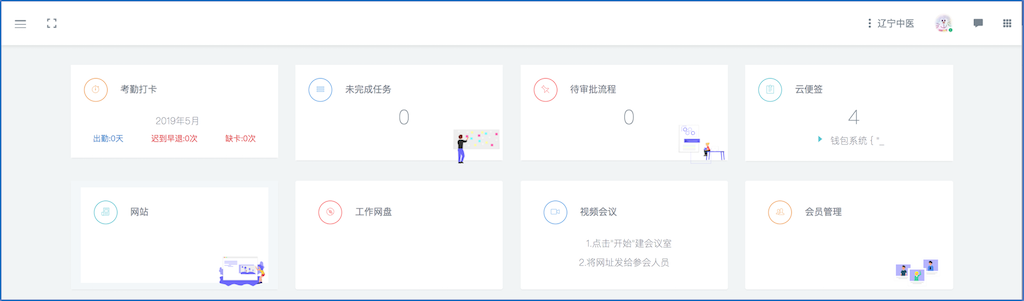 辽宁中医
考勤打卡
2019年5月
出勤:0天 迟到早退:0次 缺卡:0次
未完成任务
0
待审批流程
0
云便签
4
钱包系统 { "_
网站
工作网盘
视频会议
1.点击"开始"建会议室
2.将网址发给参会人员
会员管理